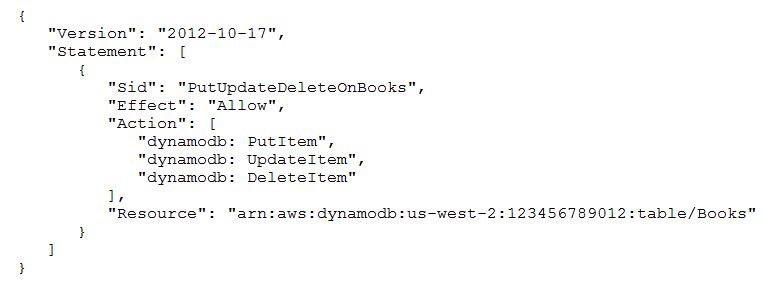 {
"Version": "2012-10-17",
"Statement": [
{
"Sid": "PutUpdateDeleteOnBooks",
"Effect": "Allow",
"Action": [
"dynamodb: PutItem",
"dynamodb: UpdateItem",
"dynamodb: DeleteItem"
],
"Resource": "arn:aws:dynamodb:us-west-2:123456789012:table/Books"
}
]
}